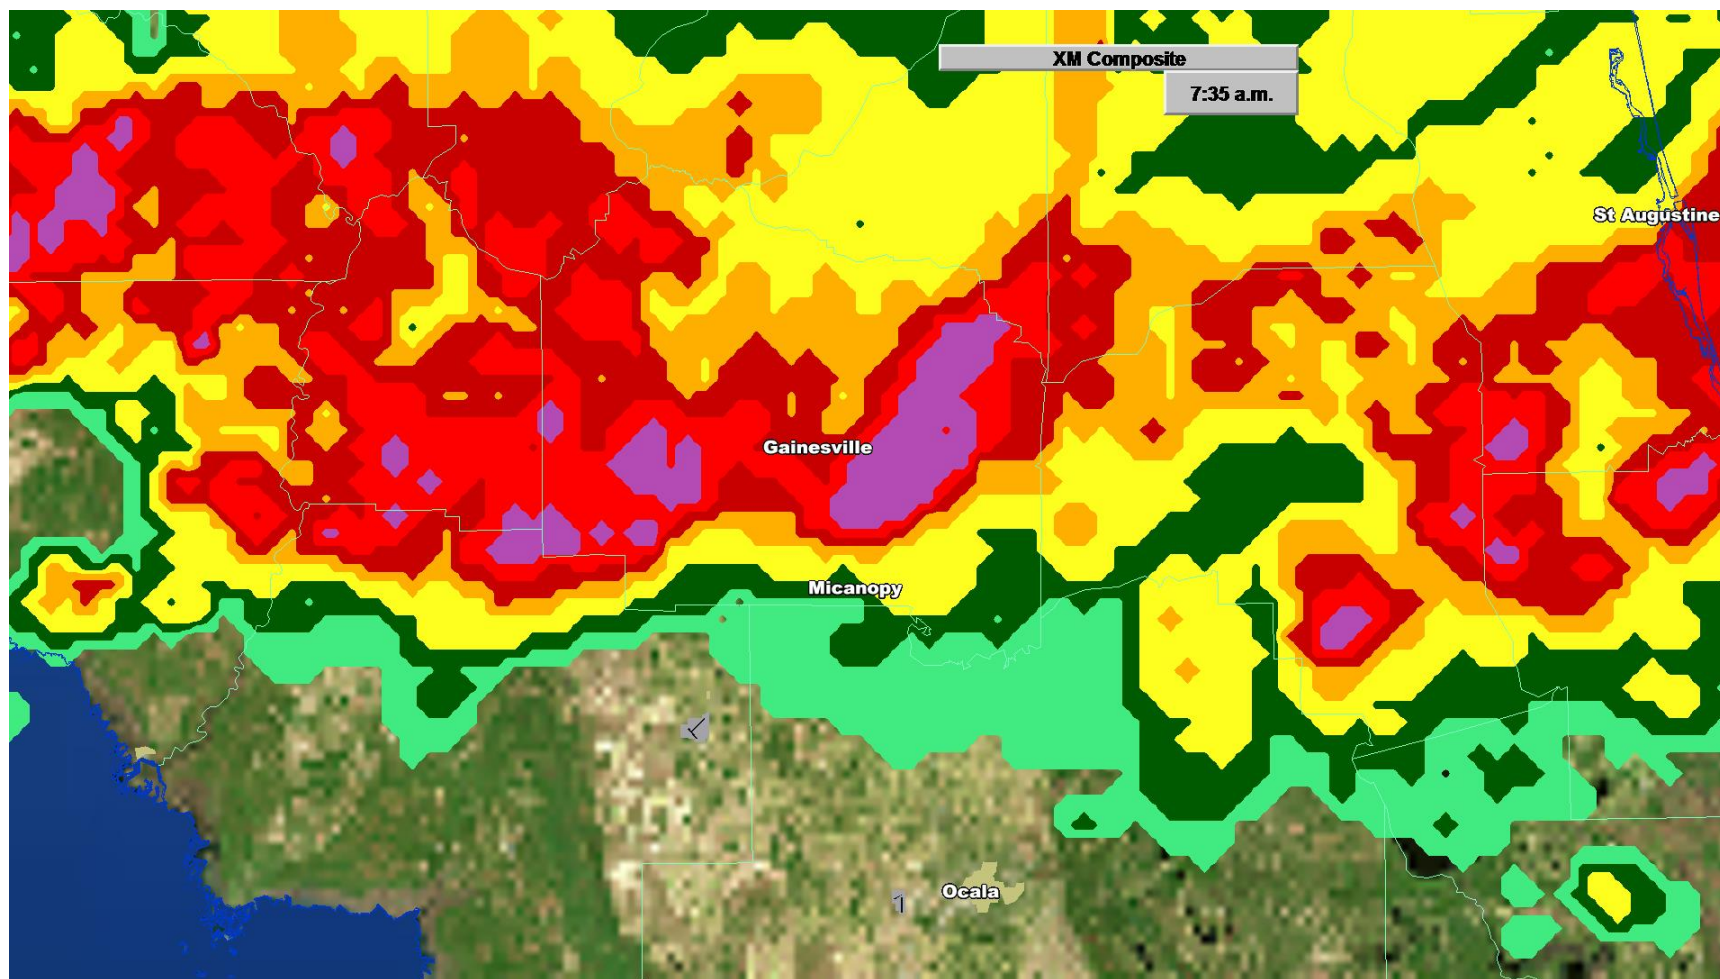 XM Composite
7:35 a.m.
St Augustine
Gainesville
Micanopy
Ocala